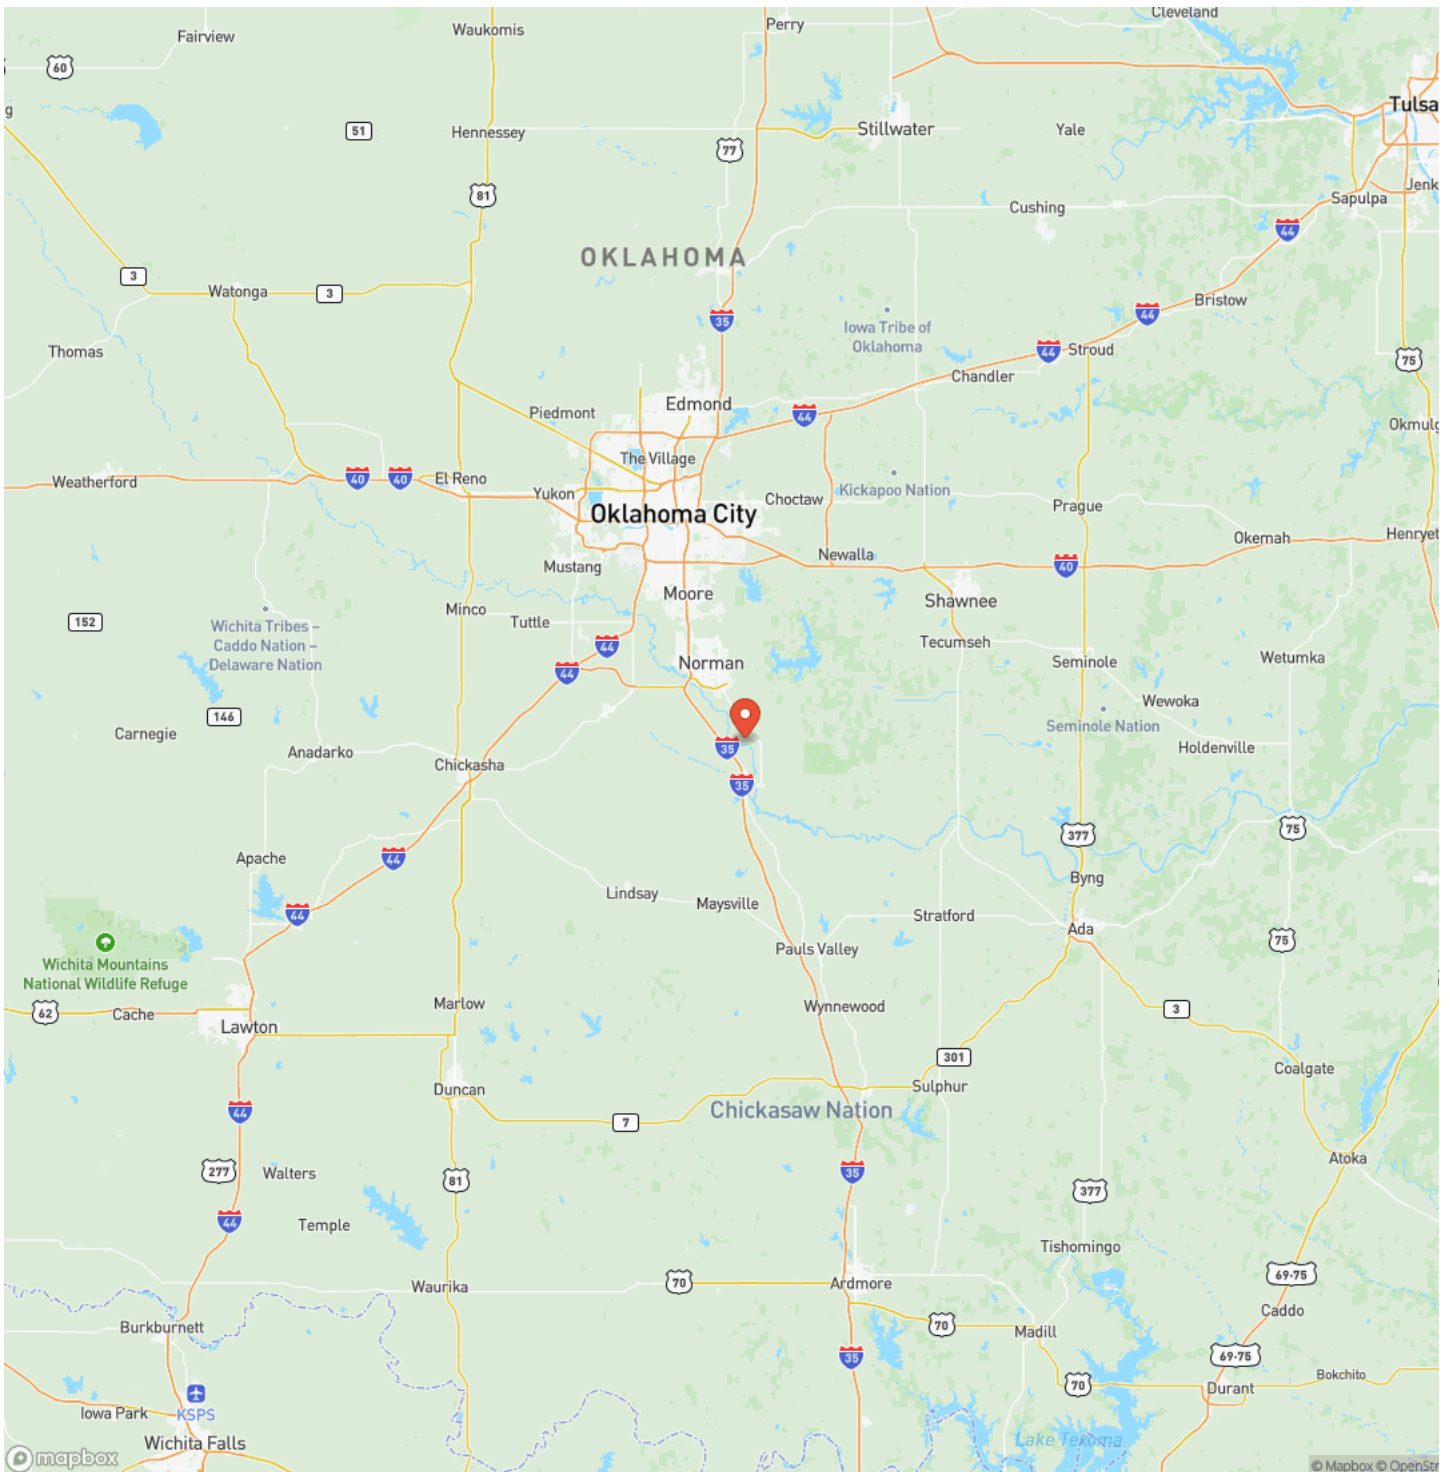 Cleveland
Perry
Waukomis
Fairview
60
g
Tulsa
51
Hennessey
Stillwater
Yale
77
81
Jenk
Sapulpa
Cushing
44
OKLAHOMA
3
Watonga
3
Bristow
44
35
Iowa Tribe of
Oklahoma
Thomas
44
Stroud
75
Chandler
Edmond
Piedmont
44
Okmulg
The Village
Weatherford
40
40
El Reno
Yukon
Kickapoo Nation
Choctaw
Prague
Oklahoma City
Okemah
Henryet
Newalla
Mustang
40
Moore
Shawnee
Minco
Tuttle
152
Wichita Tribes –
Caddo Nation –
Delaware Nation
44
44
Tecumseh
Norman
Seminole
Wetumka
Wewoka
146
Seminole Nation
Carnegie
Anadarko
35
Holdenville
Chickasha
35
377
75
Apache
44
Byng
Lindsay
Maysville
44
Stratford
Ada
75
Pauls Valley
Wichita Mountains
National Wildlife Refuge
Marlow
Wynnewood
3
62
Cache
Lawton
301
Coalgate
Duncan
Sulphur
44
Chickasaw Nation
7
Atoka
277
Walters
81
35
377
44
Temple
Tishomingo
Waurika
70
Ardmore
69-75
Caddo
Burkburnett
70
Madill
35
69-75
70
Durant
Bokchito
KSPS
Iowa Park
Wichita Falls
Lake Texoma
mapbox
© Mapbox © OpenStr